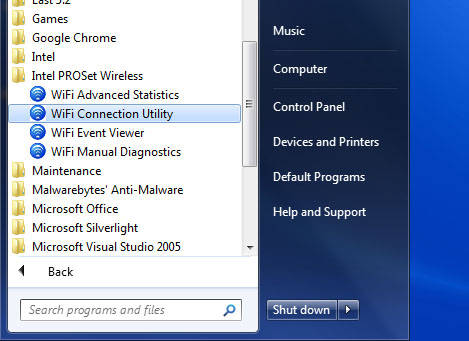 Last 5.2
Games
Google Chrome
Intel
Intel PROSet Wireless
WiFi Advanced Statistics
WiFi Connection Utility
WiFi Event Viewer
WiFi Manual Diagnostics
Maintenance
Malwarebytes' Anti-Malware
Microsoft Office
Microsoft Silverlight
Microsoft Visual Studio 2005
Back
Search programs and files
Music
Computer
Control Panel
Devices and Printers
Default Programs
Help and Support
Shut down